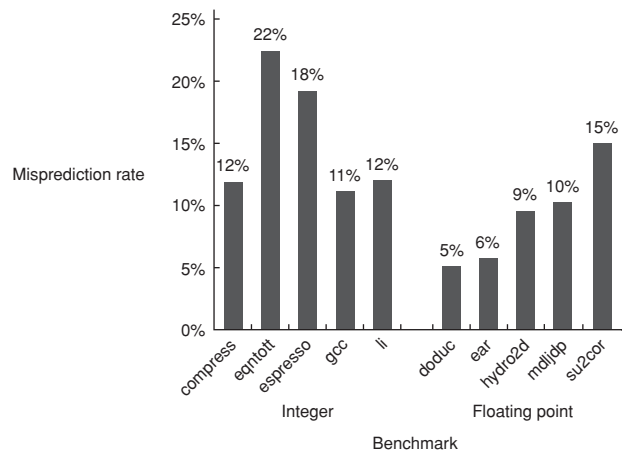 25%
22%
20%
18%
15%
15%
12%
12%
11%
Misprediction rate
10%
10%
9%
6%
5%
5%
0%
compress
eqntott
espresso
gcc
li
doduc
ear
hydro2d
mdljdp
su2cor
Integer
Floating point
Benchmark